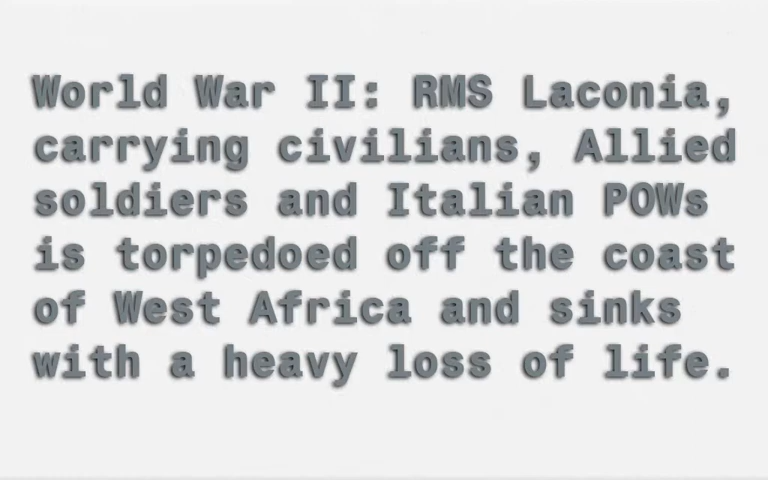 World War II: RMS Laconia,
carrying civilians, Allied
soldiers and Italian POWs
is torpedoed off the coast
of West Africa and sinks
with a heavy loss of life.